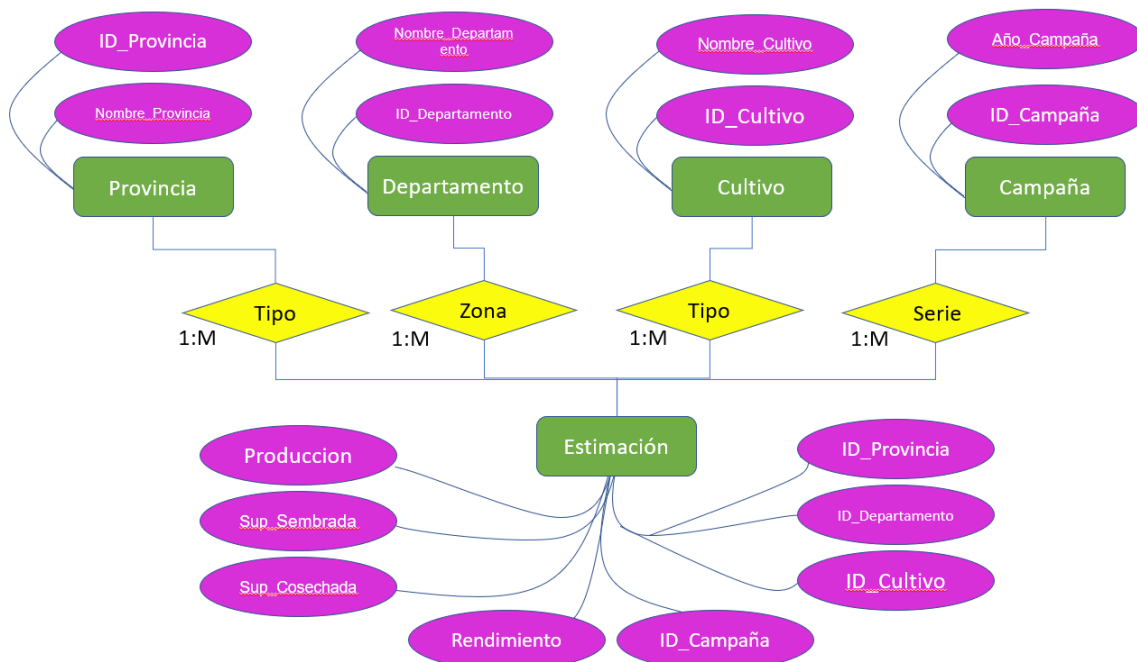 ID_Provincia
Nombre_Departam
ento
Nombre_Cultivo
Año_Campaña
Nombre_Provincia
ID_Departamento
ID_Cultivo
ID_Campaña
Provincia
Departamento
Cultivo
Campaña
Tipo
Zona
Tipo
Serie
1:M
1:M
1:M
1:M
Estimación
Produccion
ID_Provincia
Sup_Sembrada
ID_Departamento
Sup_Cosechada
ID_Cultivo
Rendimiento
ID_Campaña